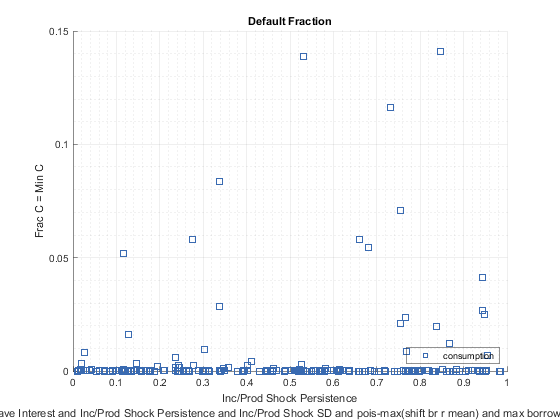 Default Fraction
0.15
0.1
0.05
0
Frac C = Min C
consumption
0 0.1 0.2 0.3 0.4 0.5 0.6 0.7 0.8 0.9 1
Inc/Prod Shock Persistence
ave Interest and Inc/Prod Shock Persistence and Inc/Prod Shock SD and pois-max(shift br r mean) and max borrow